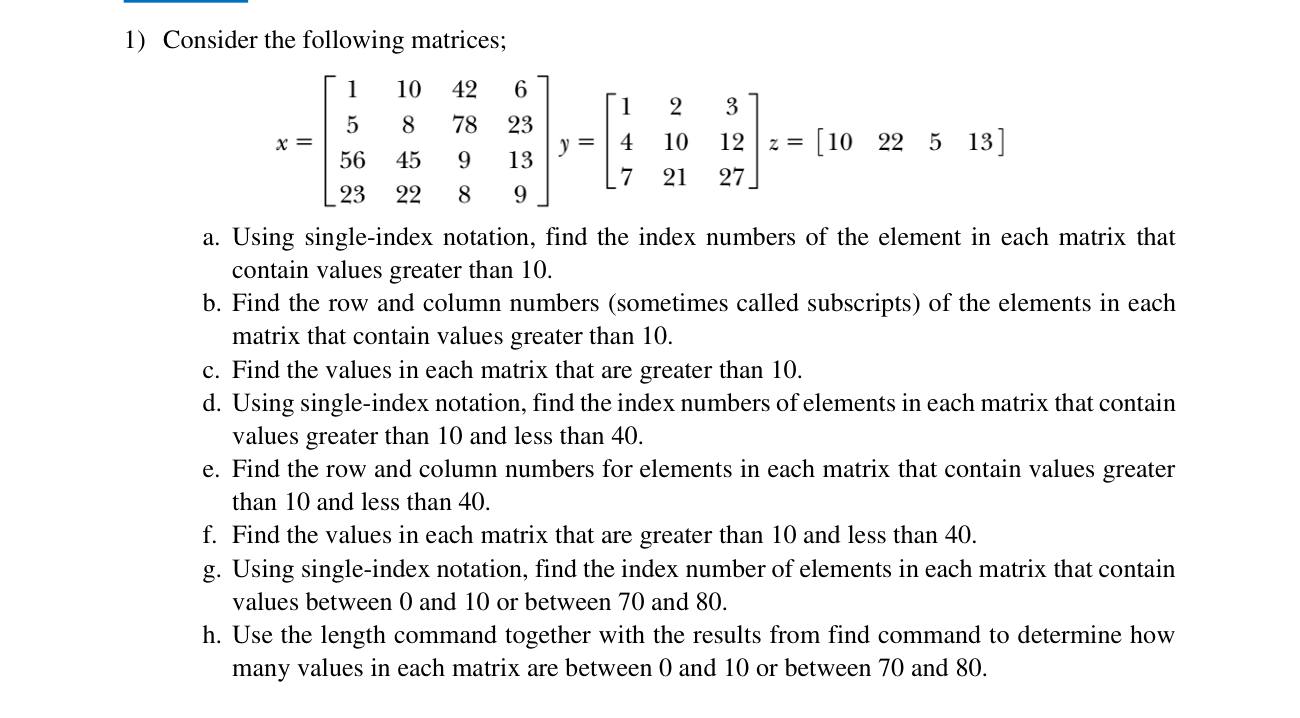 1) Consider the following matrices;
x = [ 1 10 42 6
5 8 78 23
56 45 9 13
23 22 8 9 ]
y = [ 1 2 3
4 10 12
7 21 27 ]
z = [10 22 5 13]
a. Using single-index notation, find the index numbers of the element in each matrix that
contain values greater than 10.
b. Find the row and column numbers (sometimes called subscripts) of the elements in each
matrix that contain values greater than 10.
c. Find the values in each matrix that are greater than 10.
d. Using single-index notation, find the index numbers of elements in each matrix that contain
values greater than 10 and less than 40.
e. Find the row and column numbers for elements in each matrix that contain values greater
than 10 and less than 40.
f. Find the values in each matrix that are greater than 10 and less than 40.
g. Using single-index notation, find the index number of elements in each matrix that contain
values between 0 and 10 or between 70 and 80.
h. Use the length command together with the results from find command to determine how
many values in each matrix are between 0 and 10 or between 70 and 80.